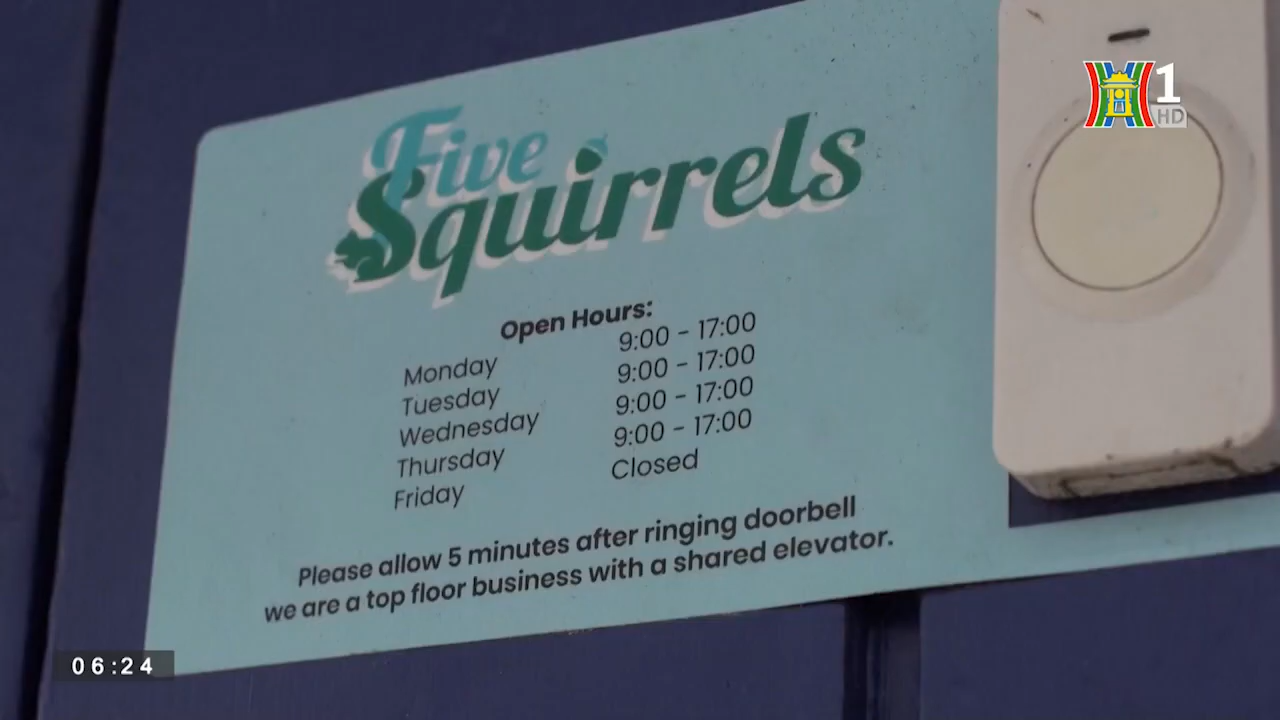 1
HD
Five
Squirrels
Open Hours:
Monday 9:00 - 17:00
Tuesday 9:00 - 17:00
Wednesday 9:00 - 17:00
Thursday 9:00 - 17:00
Friday Closed
Please allow 5 minutes after ringing doorbell
we are a top floor business with a shared elevator.
06:24